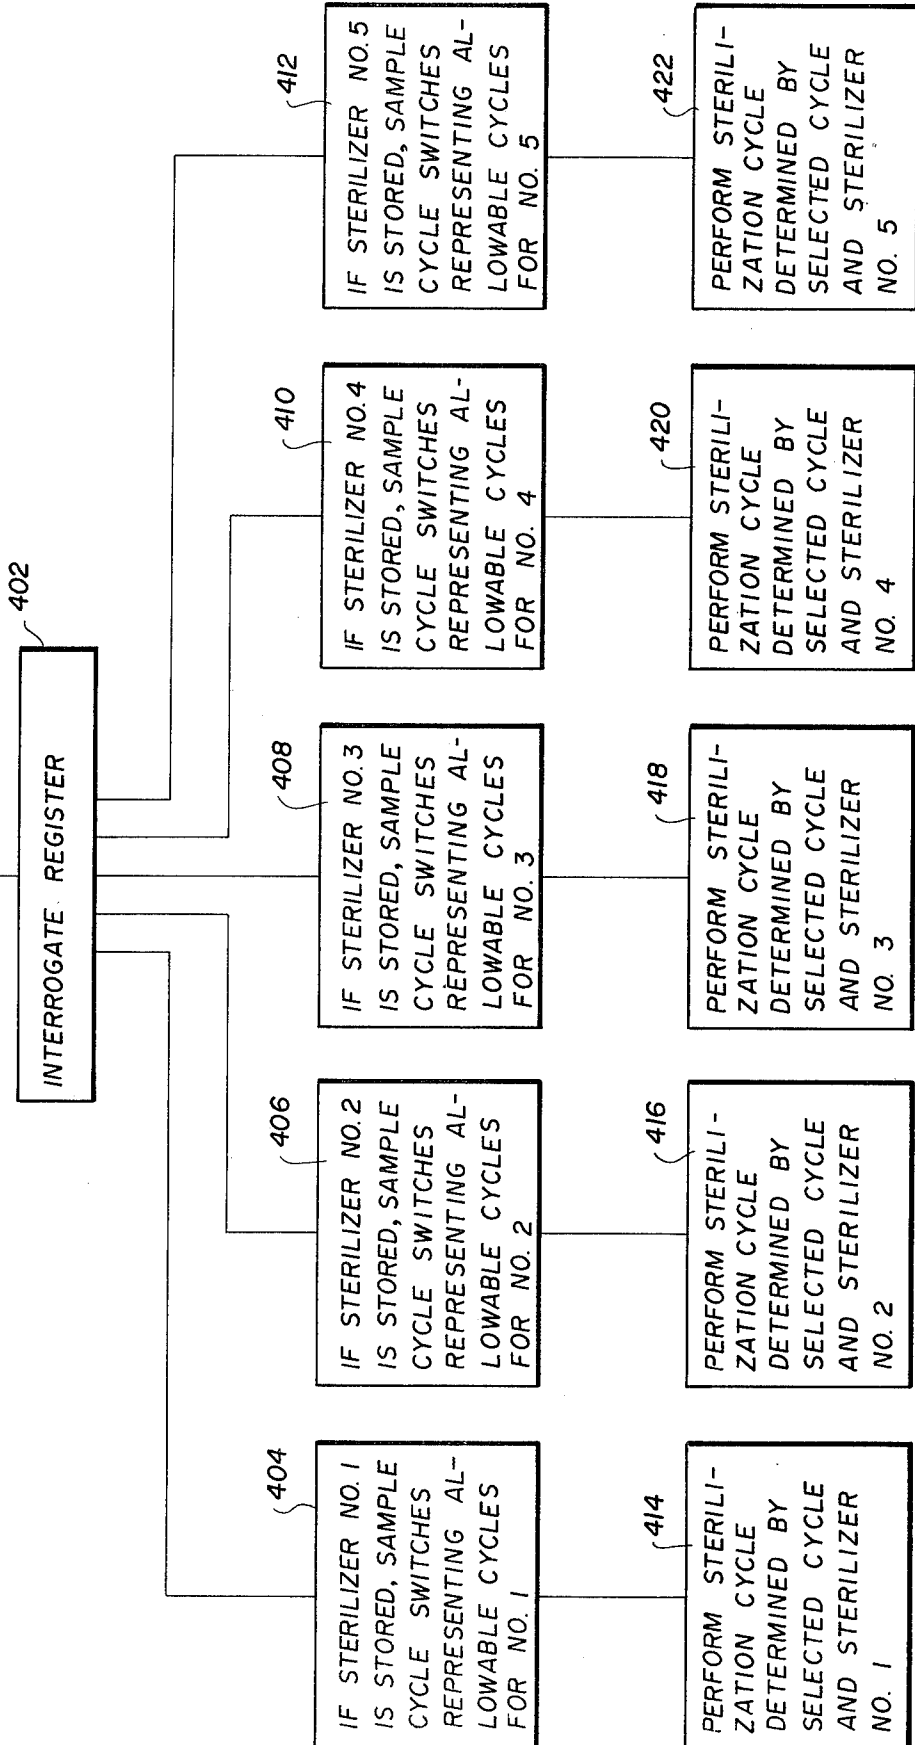 402
INTERROGATE REGISTER
404
IF STERILIZER NO. 1
IS STORED, SAMPLE
CYCLE SWITCHES
REPRESENTING AL-
LOWABLE CYCLES
FOR NO. 1
406
IF STERILIZER NO. 2
IS STORED, SAMPLE
CYCLE SWITCHES
REPRESENTING AL-
LOWABLE CYCLES
FOR NO. 2
408
IF STERILIZER NO. 3
IS STORED, SAMPLE
CYCLE SWITCHES
REPRESENTING AL-
LOWABLE CYCLES
FOR NO. 3
410
IF STERILIZER NO. 4
IS STORED, SAMPLE
CYCLE SWITCHES
REPRESENTING AL-
LOWABLE CYCLES
FOR NO. 4
412
IF STERILIZER NO. 5
IS STORED, SAMPLE
CYCLE SWITCHES
REPRESENTING AL-
LOWABLE CYCLES
FOR NO. 5
414
PERFORM STERILI-
ZATION CYCLE
DETERMINED BY
SELECTED CYCLE
AND STERILIZER
NO. 1
416
PERFORM STERILI-
ZATION CYCLE
DETERMINED BY
SELECTED CYCLE
AND STERILIZER
NO. 2
418
PERFORM STERILI-
ZATION CYCLE
DETERMINED BY
SELECTED CYCLE
AND STERILIZER
NO. 3
420
PERFORM STERILI-
ZATION CYCLE
DETERMINED BY
SELECTED CYCLE
AND STERILIZER
NO. 4
422
PERFORM STERILI-
ZATION CYCLE
DETERMINED BY
SELECTED CYCLE
AND STERILIZER
NO. 5